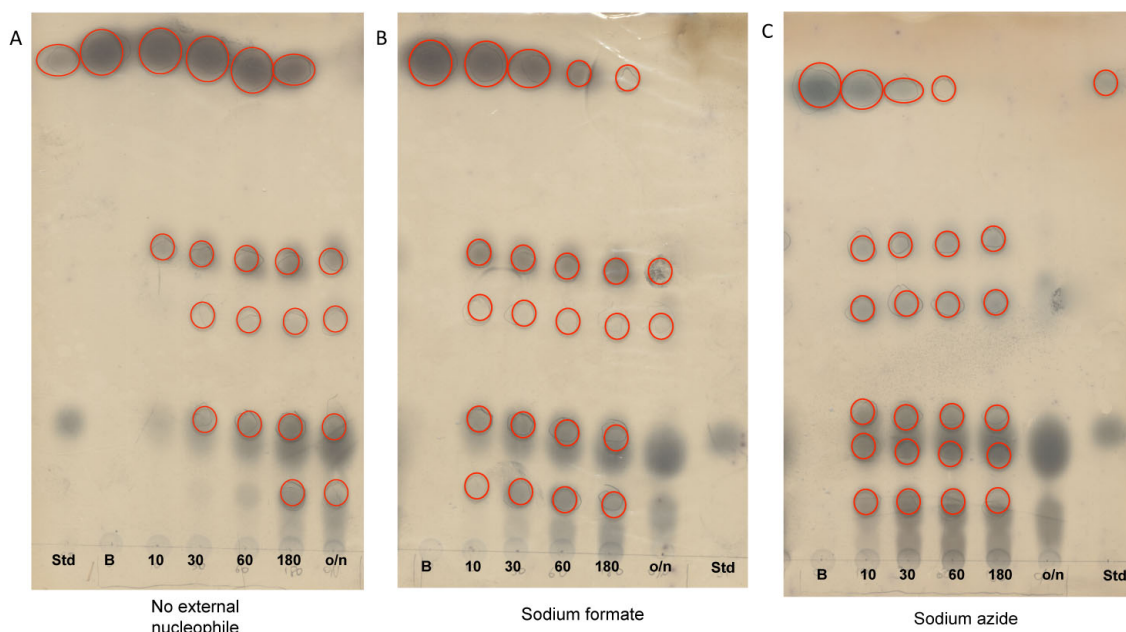 A
B
C
Std B 10 30 60 180 o/n
B 10 30 60 180 o/n Std
B 10 30 60 180 o/n Std
No external
nucleophile
Sodium formate
Sodium azide